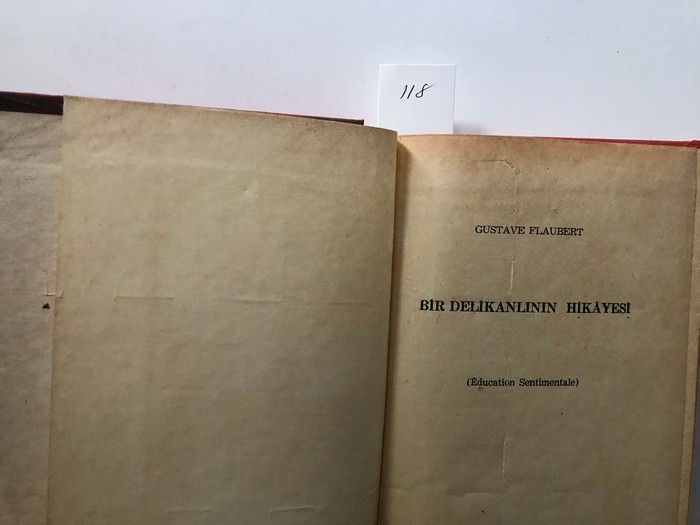 118
GUSTAVE FLAUBERT
BİR DELİKANLININ HİKÂYESİ
(Éducation Sentimentale)